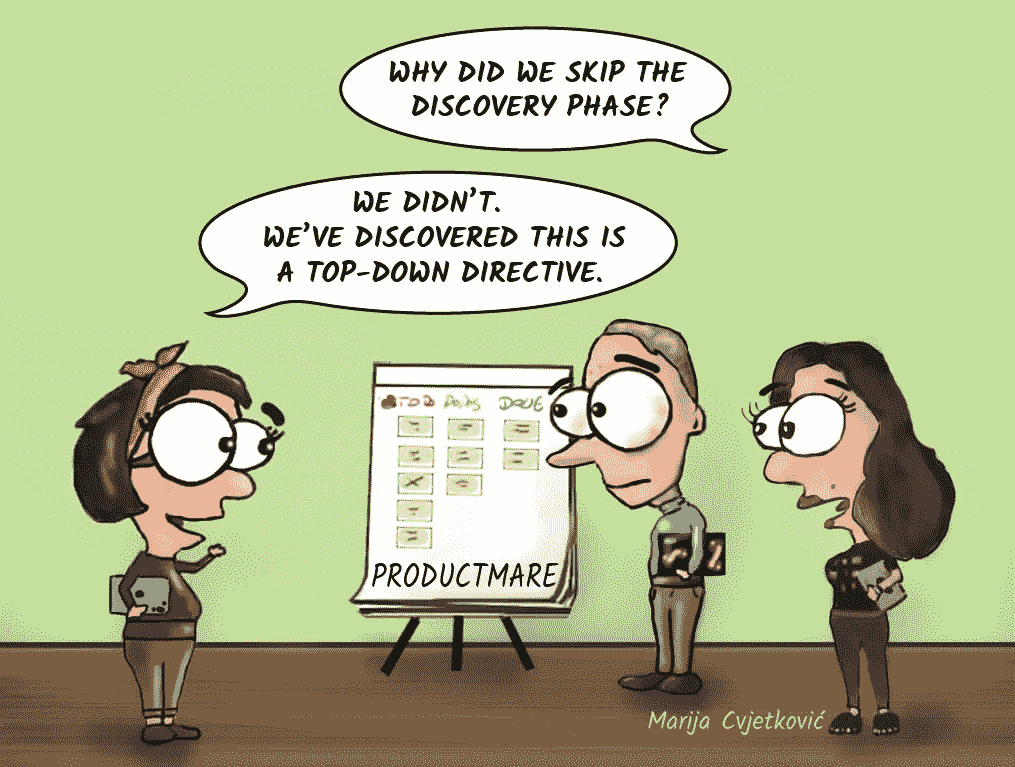 WHY DID WE SKIP THE
DISCOVERY PHASE?
WE DIDN'T.
WE'VE DISCOVERED THIS IS
A TOP-DOWN DIRECTIVE.
PRODUCTMARE
Marija Cvjetković